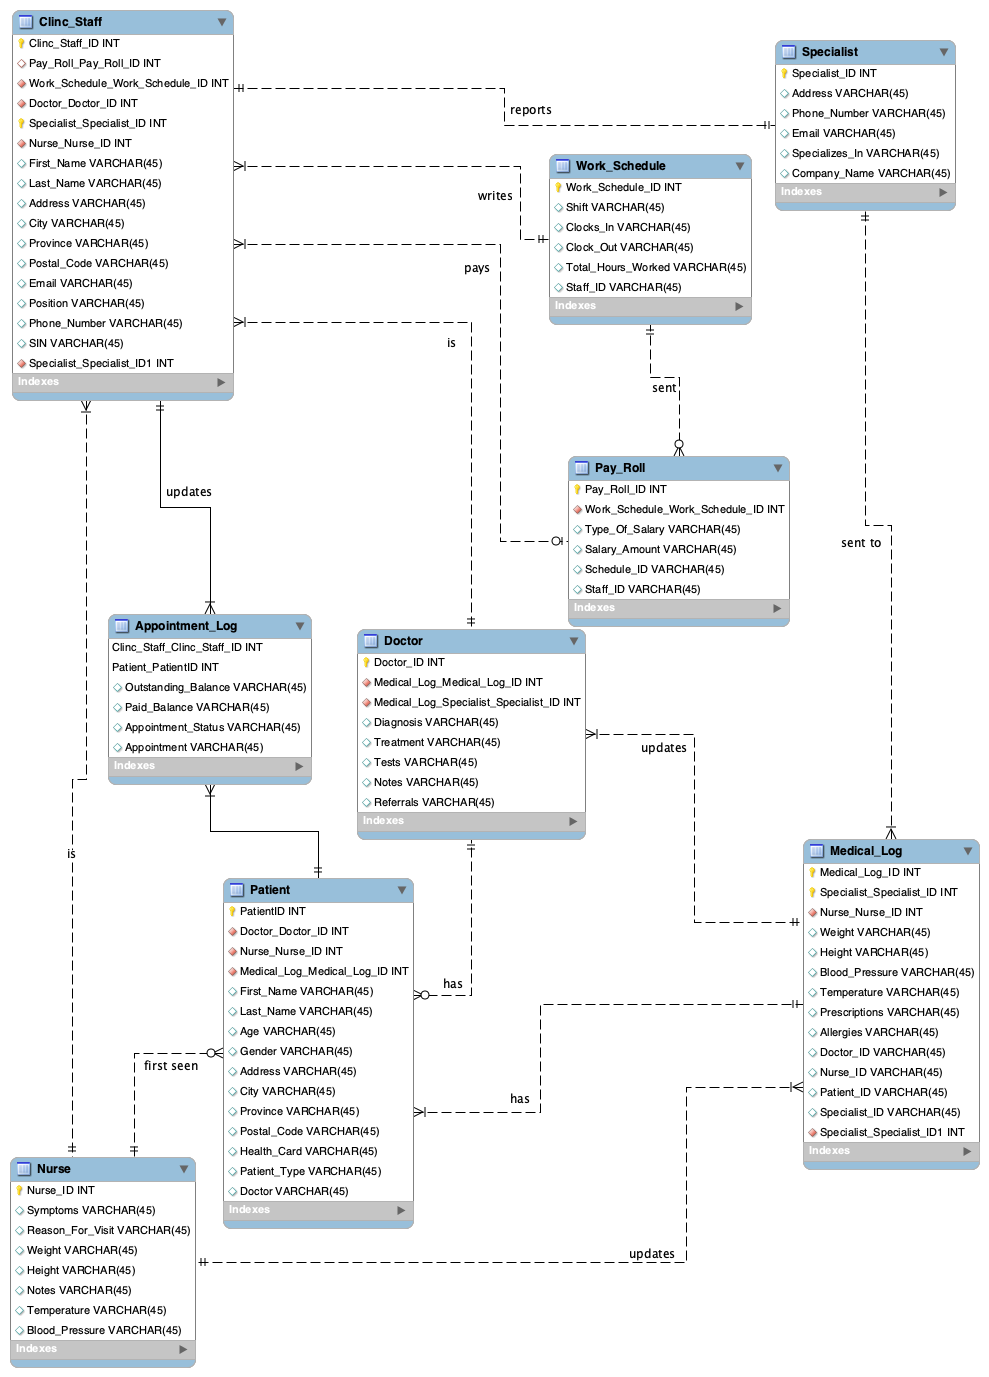 Clinc_Staff
Clinc_Staff_ID INT
Pay_Roll_Pay_Roll_ID INT
Work_Schedule_Work_Schedule_ID INT
Doctor_Doctor_ID INT
Specialist_Specialist_ID INT
Nurse_Nurse_ID INT
First_Name VARCHAR(45)
Last_Name VARCHAR(45)
Address VARCHAR(45)
City VARCHAR(45)
Province VARCHAR(45)
Postal_Code VARCHAR(45)
Email VARCHAR(45)
Position VARCHAR(45)
Phone_Number VARCHAR(45)
SIN VARCHAR(45)
Specialist_Specialist_ID1 INT
Indexes
reports
writes
pays
is
Specialist
Specialist_ID INT
Address VARCHAR(45)
Phone_Number VARCHAR(45)
Email VARCHAR(45)
Specializes_In VARCHAR(45)
Company_Name VARCHAR(45)
Indexes
Work_Schedule
Work_Schedule_ID INT
Shift VARCHAR(45)
Clocks_In VARCHAR(45)
Clock_Out VARCHAR(45)
Total_Hours_Worked VARCHAR(45)
Staff_ID VARCHAR(45)
Indexes
sent
Pay_Roll
Pay_Roll_ID INT
Work_Schedule_Work_Schedule_ID INT
Type_Of_Salary VARCHAR(45)
Salary_Amount VARCHAR(45)
Schedule_ID VARCHAR(45)
Staff_ID VARCHAR(45)
Indexes
sent to
updates
Appointment_Log
Clinc_Staff_Clinc_Staff_ID INT
Patient_PatientID INT
Outstanding_Balance VARCHAR(45)
Paid_Balance VARCHAR(45)
Appointment_Status VARCHAR(45)
Appointment VARCHAR(45)
Indexes
Doctor
Doctor_ID INT
Medical_Log_Medical_Log_ID INT
Medical_Log_Specialist_Specialist_ID INT
Diagnosis VARCHAR(45)
Treatment VARCHAR(45)
Tests VARCHAR(45)
Notes VARCHAR(45)
Referrals VARCHAR(45)
Indexes
updates
is
Patient
PatientID INT
Doctor_Doctor_ID INT
Nurse_Nurse_ID INT
Medical_Log_Medical_Log_ID INT
First_Name VARCHAR(45)
Last_Name VARCHAR(45)
Age VARCHAR(45)
Gender VARCHAR(45)
Address VARCHAR(45)
City VARCHAR(45)
Province VARCHAR(45)
Postal_Code VARCHAR(45)
Health_Card VARCHAR(45)
Patient_Type VARCHAR(45)
Doctor VARCHAR(45)
Indexes
has
has
first seen
Medical_Log
Medical_Log_ID INT
Specialist_Specialist_ID INT
Nurse_Nurse_ID INT
Weight VARCHAR(45)
Height VARCHAR(45)
Blood_Pressure VARCHAR(45)
Temperature VARCHAR(45)
Prescriptions VARCHAR(45)
Allergies VARCHAR(45)
Doctor_ID VARCHAR(45)
Nurse_ID VARCHAR(45)
Patient_ID VARCHAR(45)
Specialist_ID VARCHAR(45)
Specialist_Specialist_ID1 INT
Indexes
Nurse
Nurse_ID INT
Symptoms VARCHAR(45)
Reason_For_Visit VARCHAR(45)
Weight VARCHAR(45)
Height VARCHAR(45)
Notes VARCHAR(45)
Temperature VARCHAR(45)
Blood_Pressure VARCHAR(45)
Indexes
updates